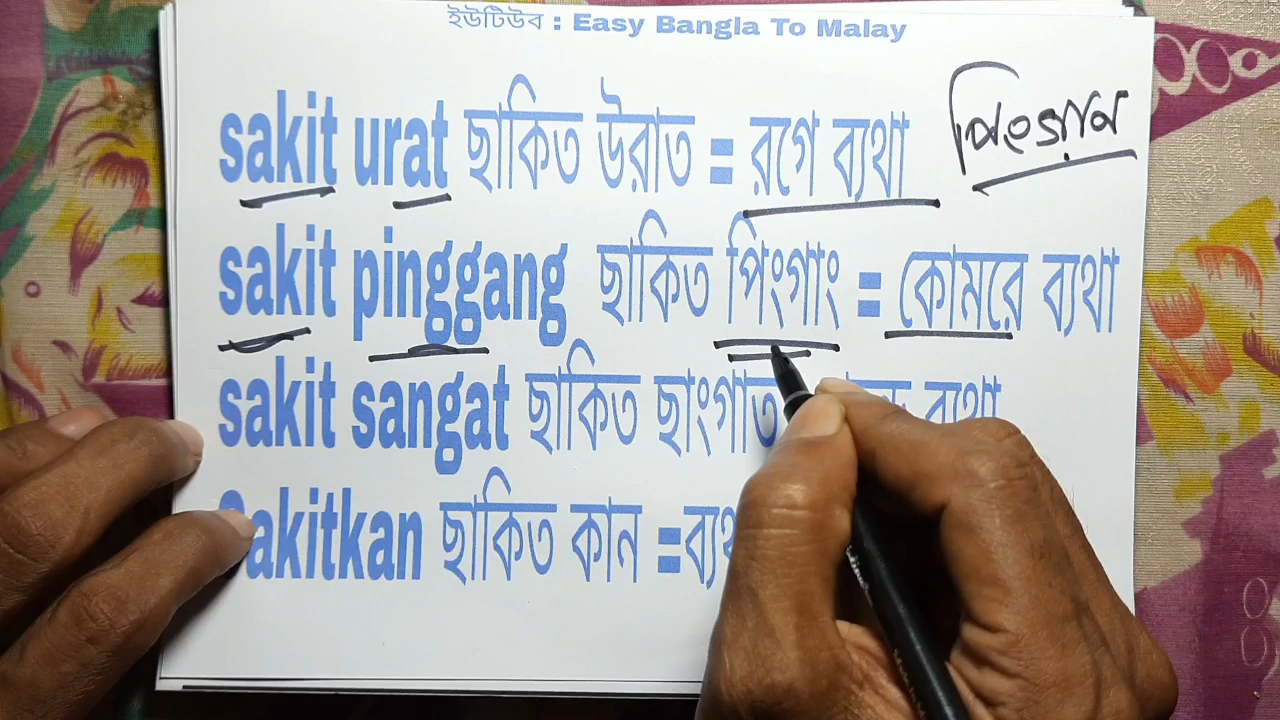 ইউটিউব : Easy Bangla To Malay
sakit urat ছাকিত উরাত = রগে ব্যথা
পিংগান
sakit pinggang ছাকিত পিংগাং = কোমরে ব্যথা
sakit sangat ছাকিত ছাংগাত ব্যথা
Sakitkan ছাকিত কান =